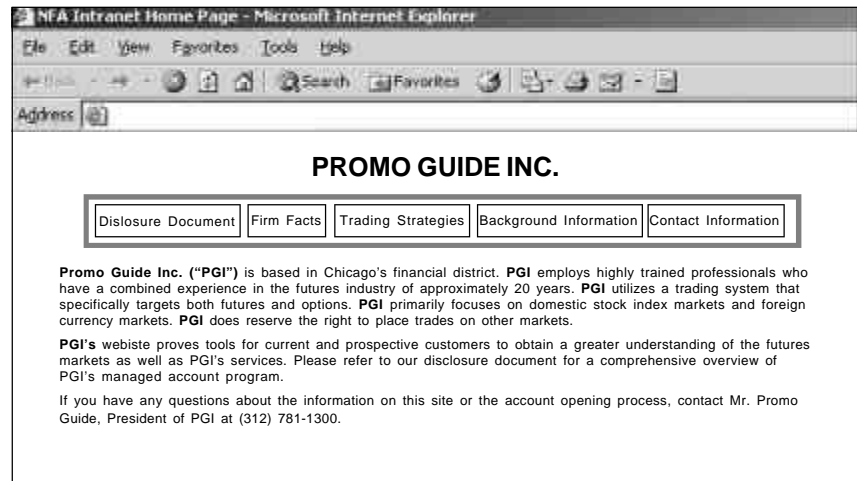 NFA Intranet Home Page - Microsoft Internet Explorer
File Edit View Favorites Tools Help
Back Search Favorites
Address
PROMO GUIDE INC.
Dislosure Document Firm Facts Trading Strategies Background Information Contact Information
Promo Guide Inc. (“PGI”) is based in Chicago’s financial district. PGI employs highly trained professionals who
have a combined experience in the futures industry of approximately 20 years. PGI utilizes a trading system that
specifically targets both futures and options. PGI primarily focuses on domestic stock index markets and foreign
currency markets. PGI does reserve the right to place trades on other markets.
PGI’s webiste proves tools for current and prospective customers to obtain a greater understanding of the futures
markets as well as PGI’s services. Please refer to our disclosure document for a comprehensive overview of
PGI’s managed account program.
If you have any questions about the information on this site or the account opening process, contact Mr. Promo
Guide, President of PGI at (312) 781-1300.